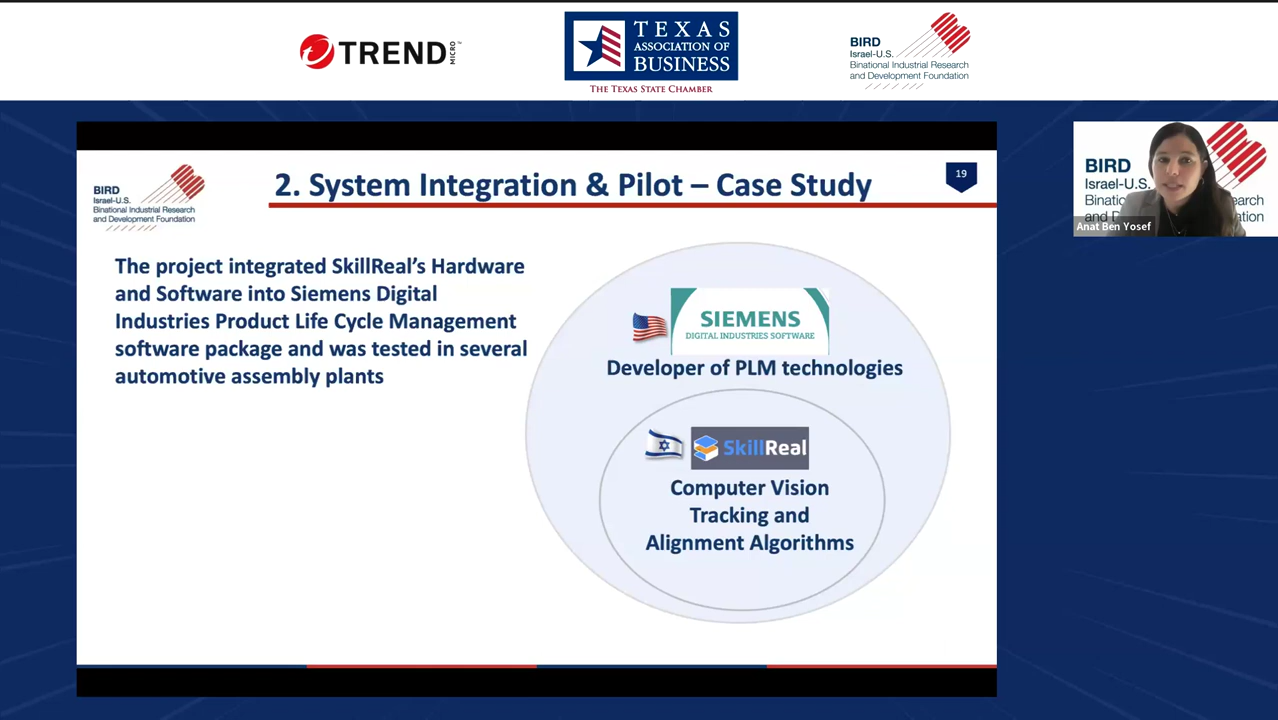 TREND
MICRO
TEXAS
ASSOCIATION OF
BUSINESS
THE TEXAS STATE CHAMBER
BIRD
Israel-U.S.
Binational Industrial Research
and Development Foundation
BIRD
Israel-U.S.
Binational Industrial Research
and Development Foundation
2. System Integration & Pilot – Case Study
19
The project integrated SkillReal's Hardware
and Software into Siemens Digital
Industries Product Life Cycle Management
software package and was tested in several
automotive assembly plants
SIEMENS
DIGITAL INDUSTRIES SOFTWARE
Developer of PLM technologies
SkillReal
Computer Vision
Tracking and
Alignment Algorithms
BIRD
Israel-U.S.
Binatio earch
and D tion
Anat Ben Yosef